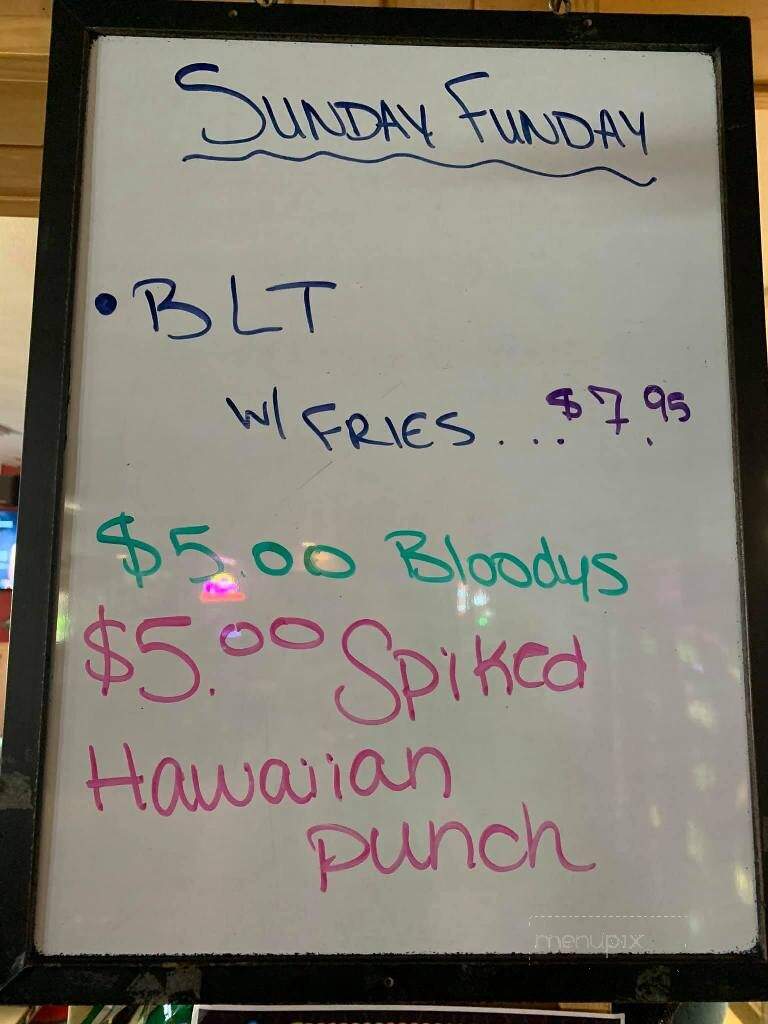 SUNDAY FUNDAY
• BLT
W/ FRIES.... $7.95
$5.00 Bloodys
$5.00 Spiked
Hawaiian
punch
menupix